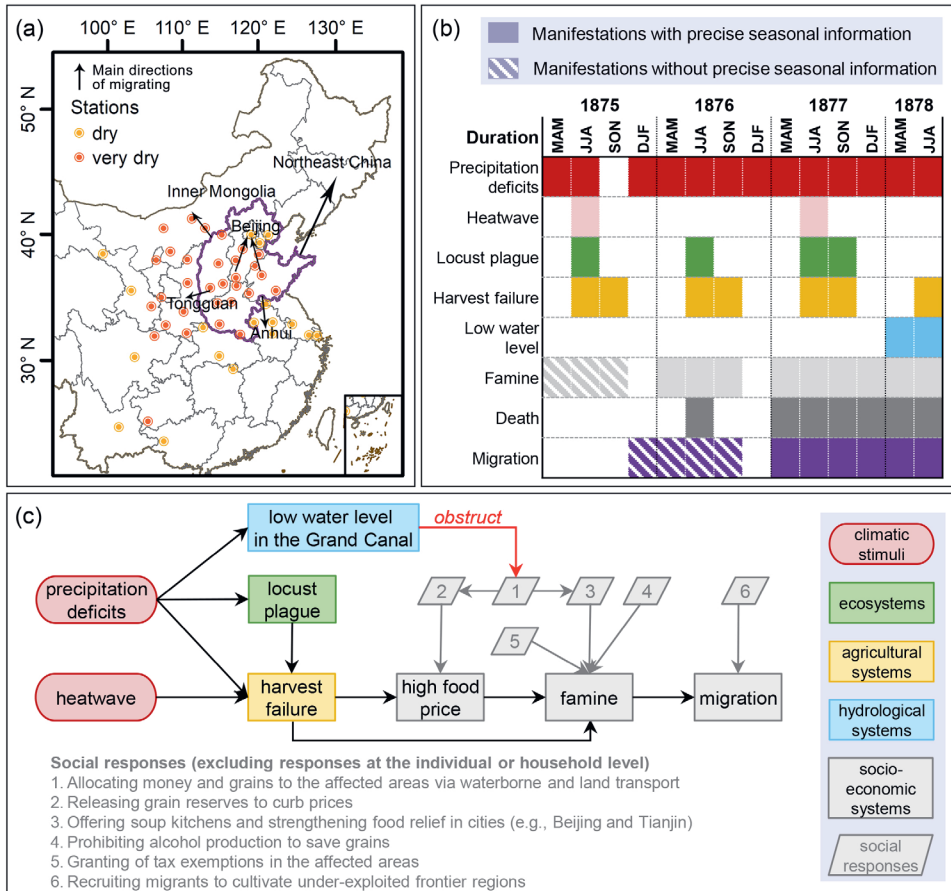 (a)
100° E
110° E
120° E
130° E
50° N
40° N
30° N
Main directions
of migrating
Stations
dry
very dry
Northeast China
Inner Mongolia
Beijing
Tongguan
Anhui
(b)
Manifestations with precise seasonal information
Manifestations without precise seasonal information
1875 1876 1877 1878
Duration MAM JJA SON DJF MAM JJA SON DJF MAM JJA SON DJF MAM JJA
Precipitation
deficits
Heatwave
Locust plague
Harvest failure
Low water
level
Famine
Death
Migration
(c)
low water level
in the Grand Canal
obstruct
precipitation
deficits
locust
plague
2
1
3
4
6
5
heatwave
harvest
failure
high food
price
famine
migration
climatic
stimuli
ecosystems
agricultural
systems
hydrological
systems
socio-
economic
systems
social
responses
Social responses (excluding responses at the individual or household level)
1. Allocating money and grains to the affected areas via waterborne and land transport
2. Releasing grain reserves to curb prices
3. Offering soup kitchens and strengthening food relief in cities (e.g., Beijing and Tianjin)
4. Prohibiting alcohol production to save grains
5. Granting of tax exemptions in the affected areas
6. Recruiting migrants to cultivate under-exploited frontier regions